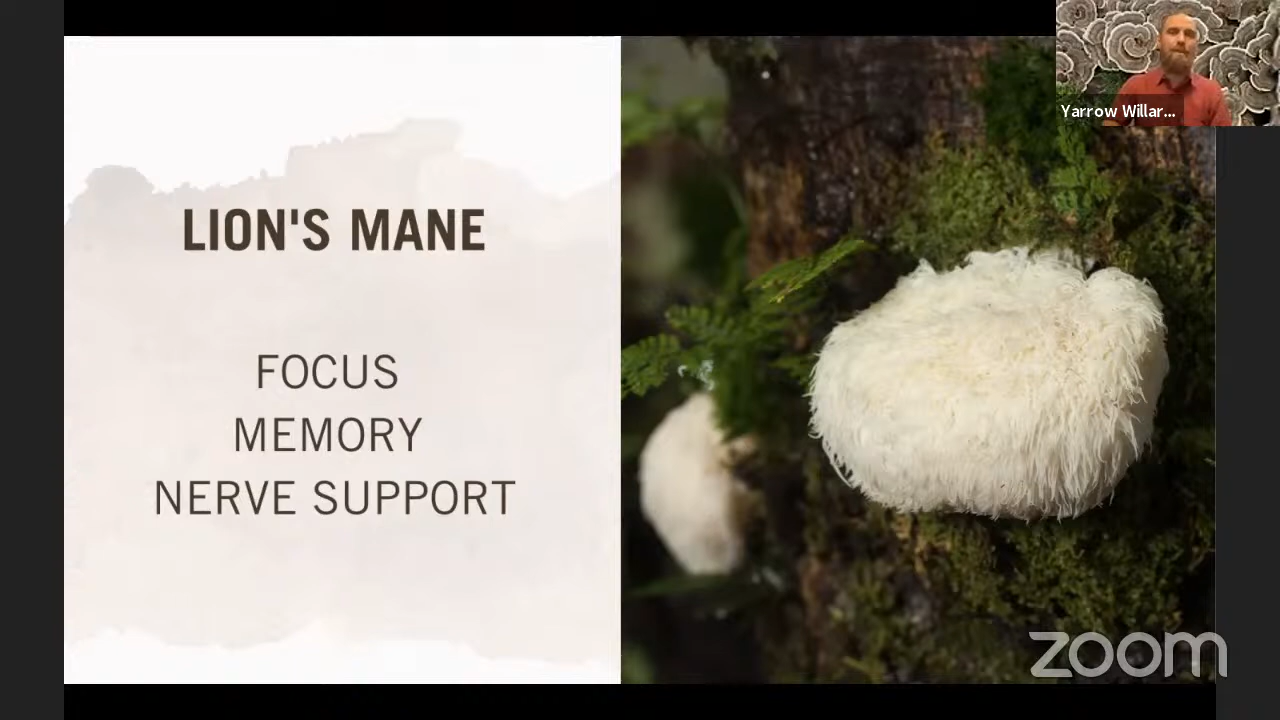 LION'S MANE
FOCUS
MEMORY
NERVE SUPPORT
Yarrow Willar...
zoom